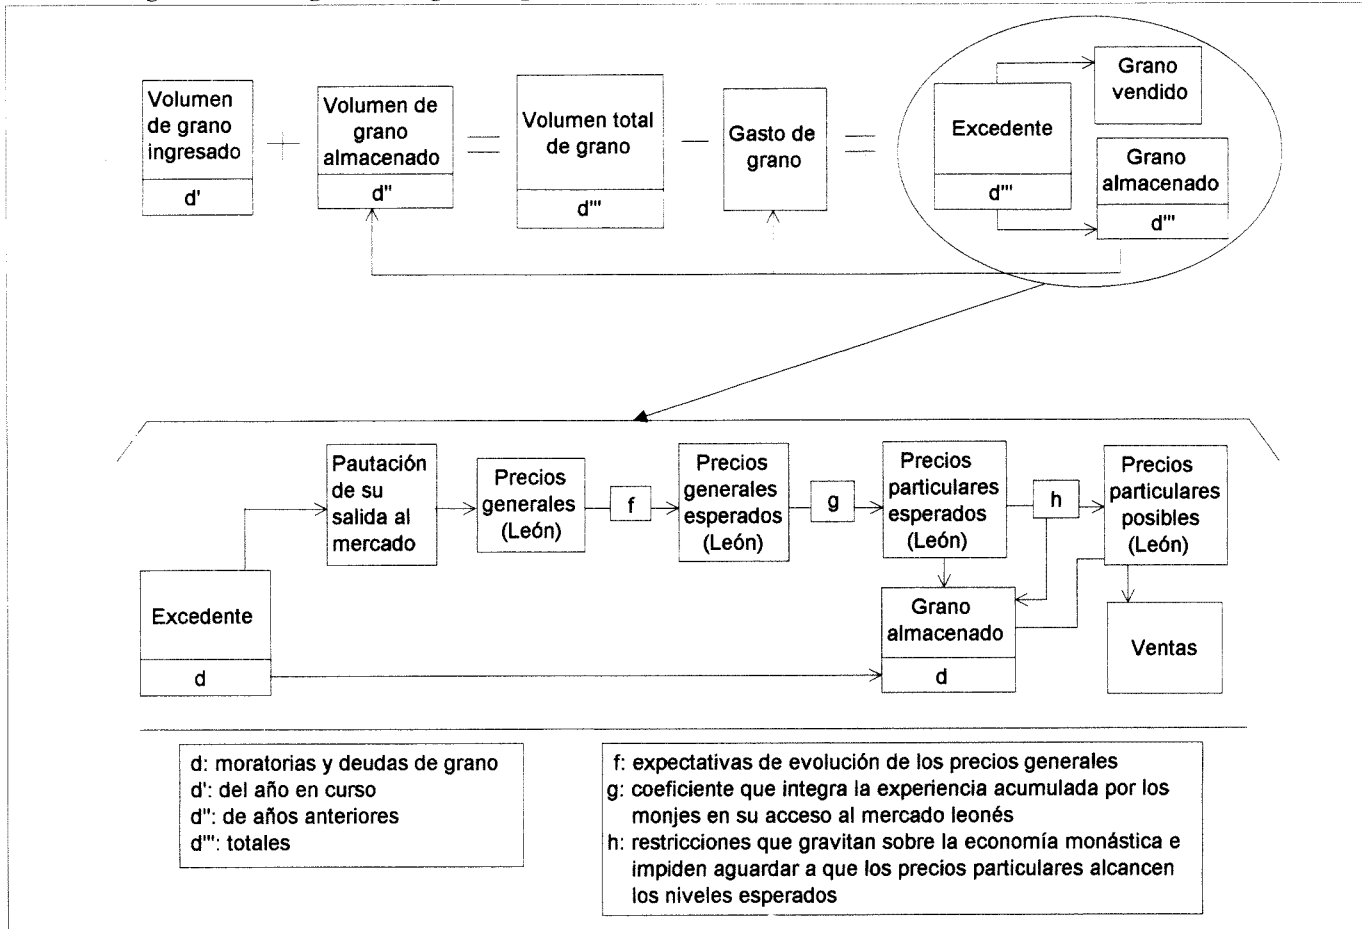 Volumen
de grano
ingresado
d'
+
Volumen de
grano
almacenado
d"
=
Volumen total
de grano
d'"
−
Gasto de
grano
=
Excedente
d'"
Grano
vendido
Grano
almacenado
d'"
Pautación
de su
salida al
mercado
Precios
generales
(León)
f
Precios
generales
esperados
(León)
g
Precios
particulares
esperados
(León)
h
Precios
particulares
posibles
(León)
Excedente
d
Grano
almacenado
d
Ventas
d: moratorias y deudas de grano
d': del año en curso
d": de años anteriores
d'": totales
f: expectativas de evolución de los precios generales
g: coeficiente que integra la experiencia acumulada por los
monjes en su acceso al mercado leonés
h: restricciones que gravitan sobre la economía monástica e
impiden aguardar a que los precios particulares alcancen
los niveles esperados